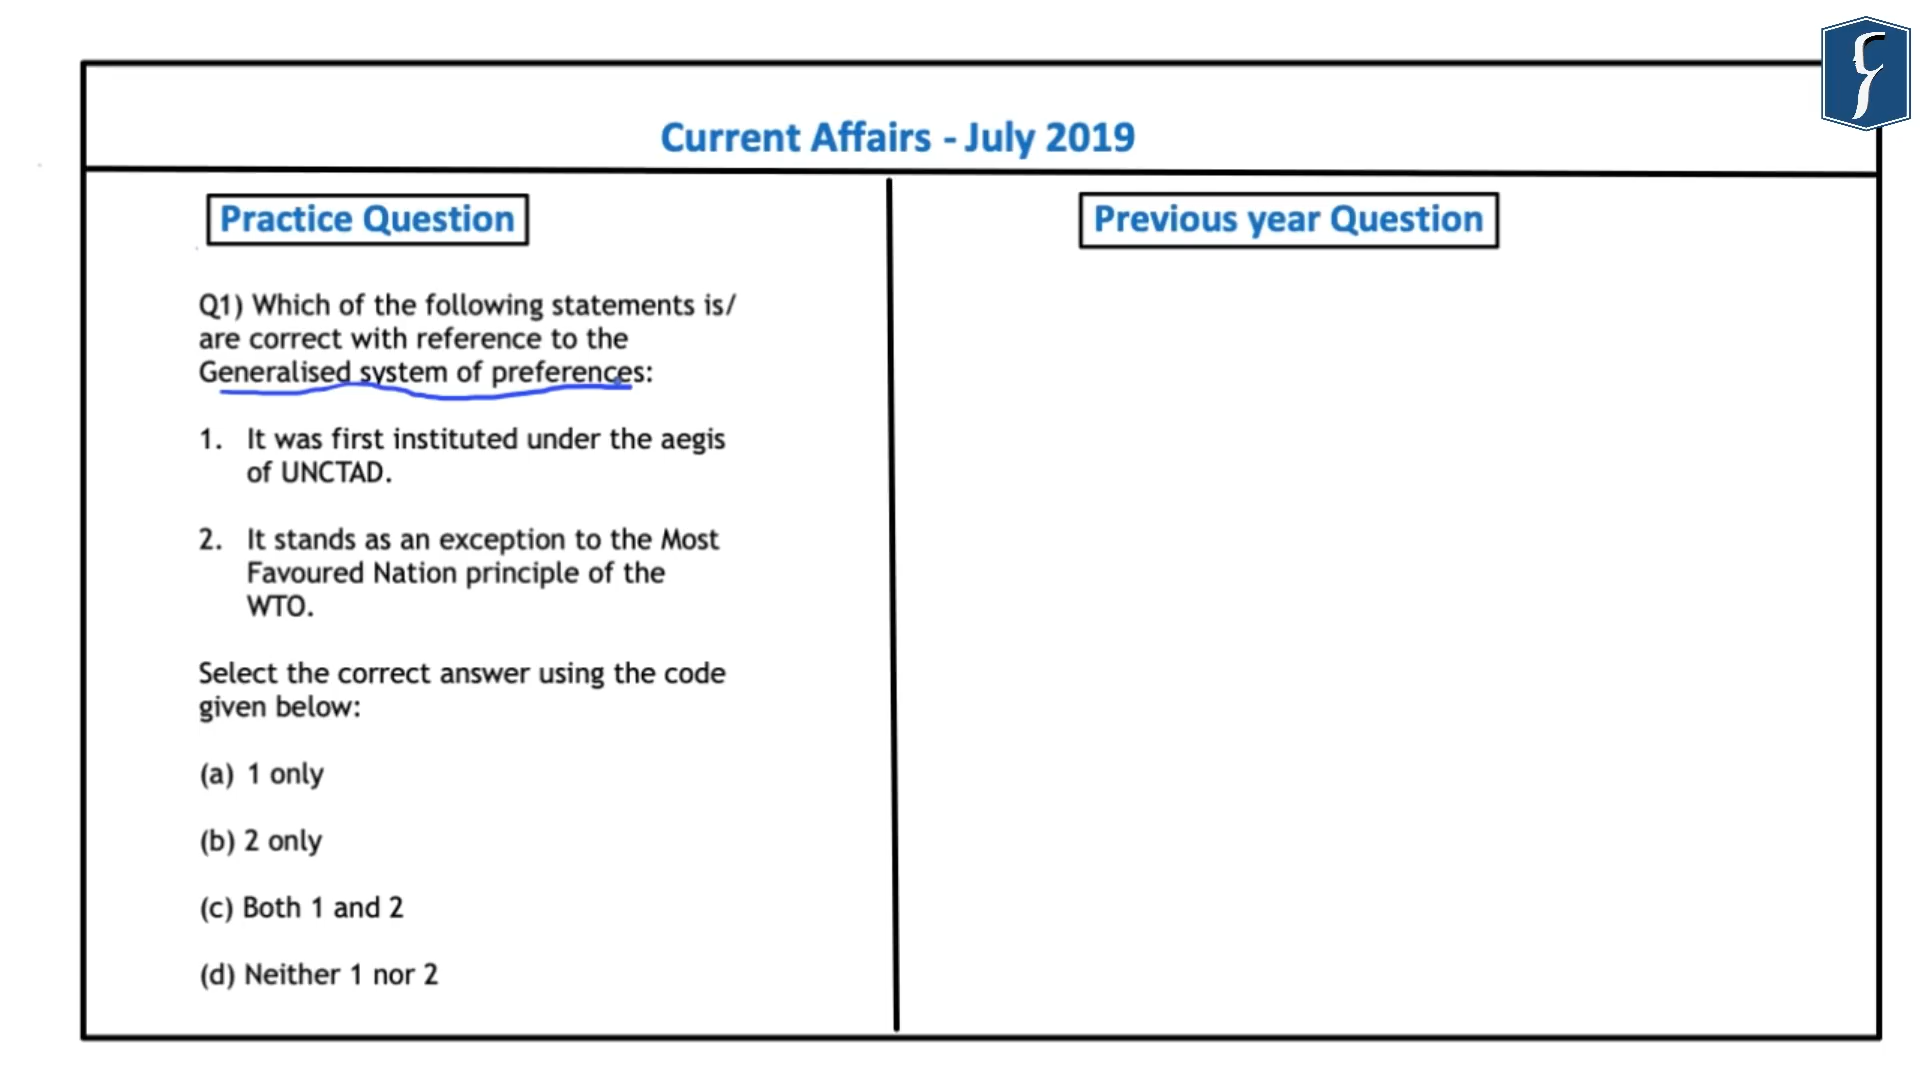 Current Affairs - July 2019
Practice Question
Q1) Which of the following statements is/
are correct with reference to the
Generalised system of preferences:
1. It was first instituted under the aegis
of UNCTAD.
2. It stands as an exception to the Most
Favoured Nation principle of the
WTO.
Select the correct answer using the code
given below:
(a) 1 only
(b) 2 only
(c) Both 1 and 2
(d) Neither 1 nor 2
Previous year Question